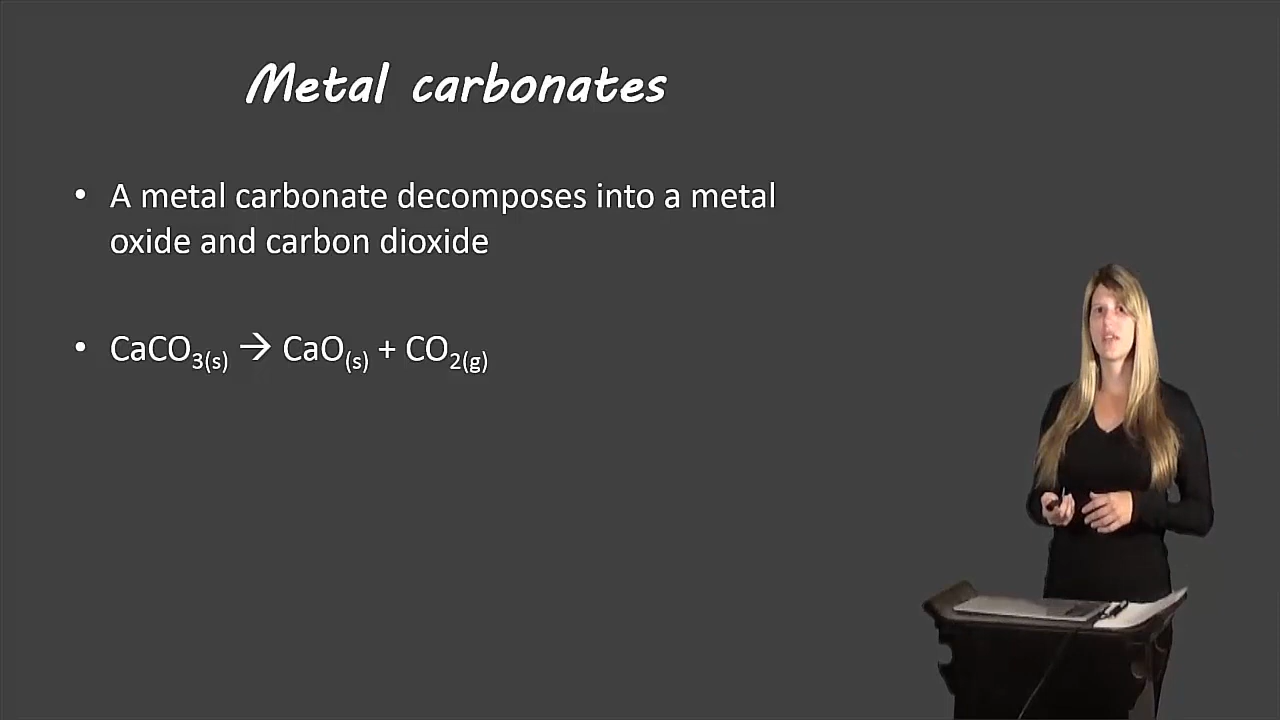 Metal carbonates
• A metal carbonate decomposes into a metal
oxide and carbon dioxide
• CaCO₃₍s₎ → CaO₍s₎ + CO₂₍g₎